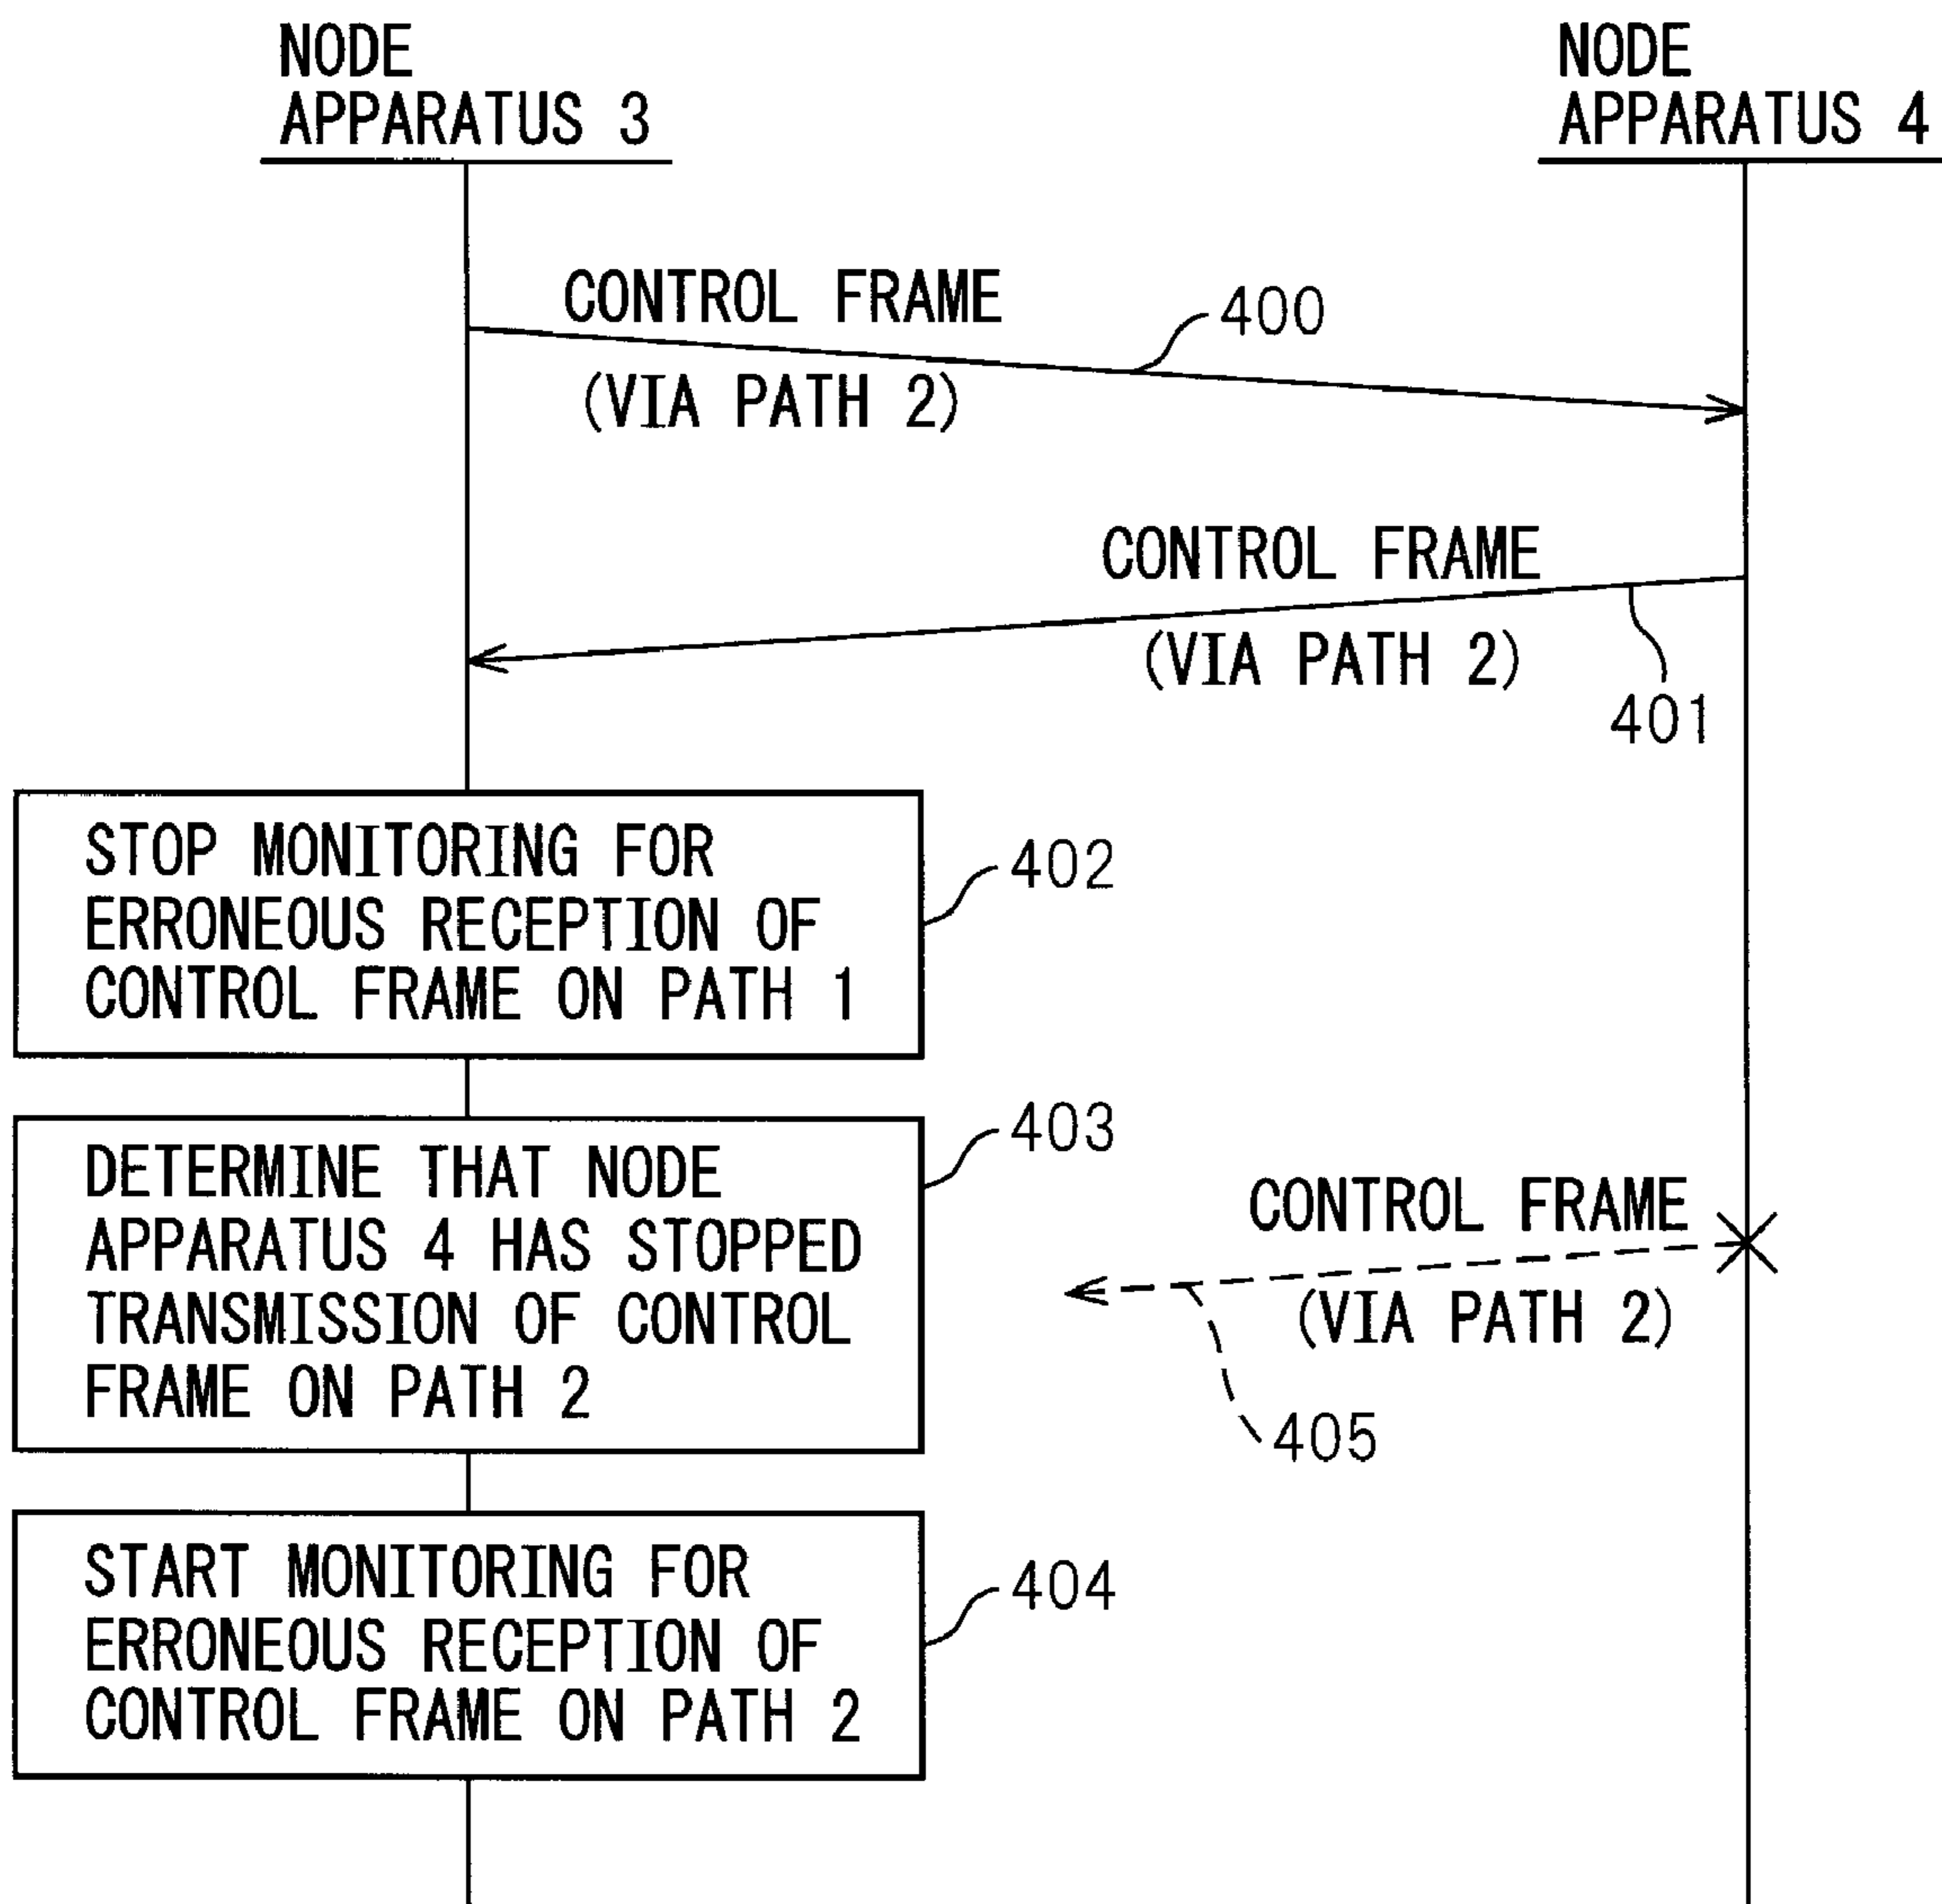 NODE
APPARATUS 3
NODE
APPARATUS 4
CONTROL FRAME
400
(VIA PATH 2)
CONTROL FRAME
(VIA PATH 2)
401
STOP MONITORING FOR
ERRONEOUS RECEPTION OF
CONTROL FRAME ON PATH 1
402
DETERMINE THAT NODE
APPARATUS 4 HAS STOPPED
TRANSMISSION OF CONTROL
FRAME ON PATH 2
403
CONTROL FRAME
(VIA PATH 2)
405
START MONITORING FOR
ERRONEOUS RECEPTION OF
CONTROL FRAME ON PATH 2
404